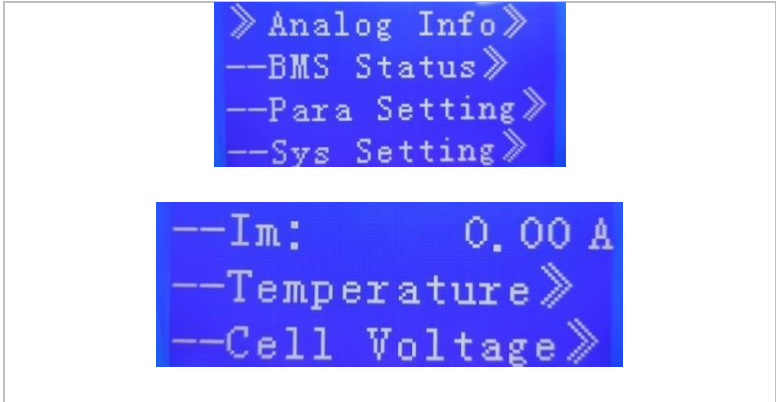 》Analog Info》
--BMS Status》
--Para Setting》
--Sys Setting》
--Im: 0.00 A
--Temperature》
--Cell Voltage》